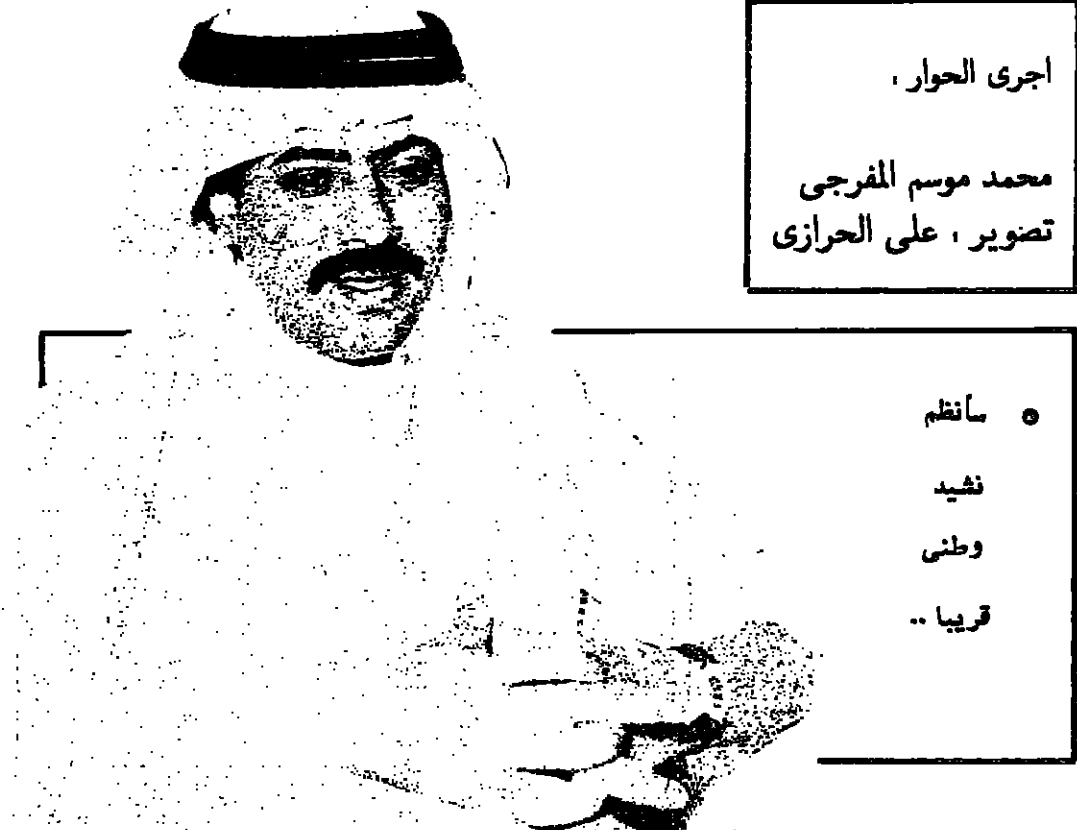 اجرى الحوار :
محمد موسم المفرجى
تصوير : على الحرازى
● سأنظم
نشيد
وطنى
قريبا ..